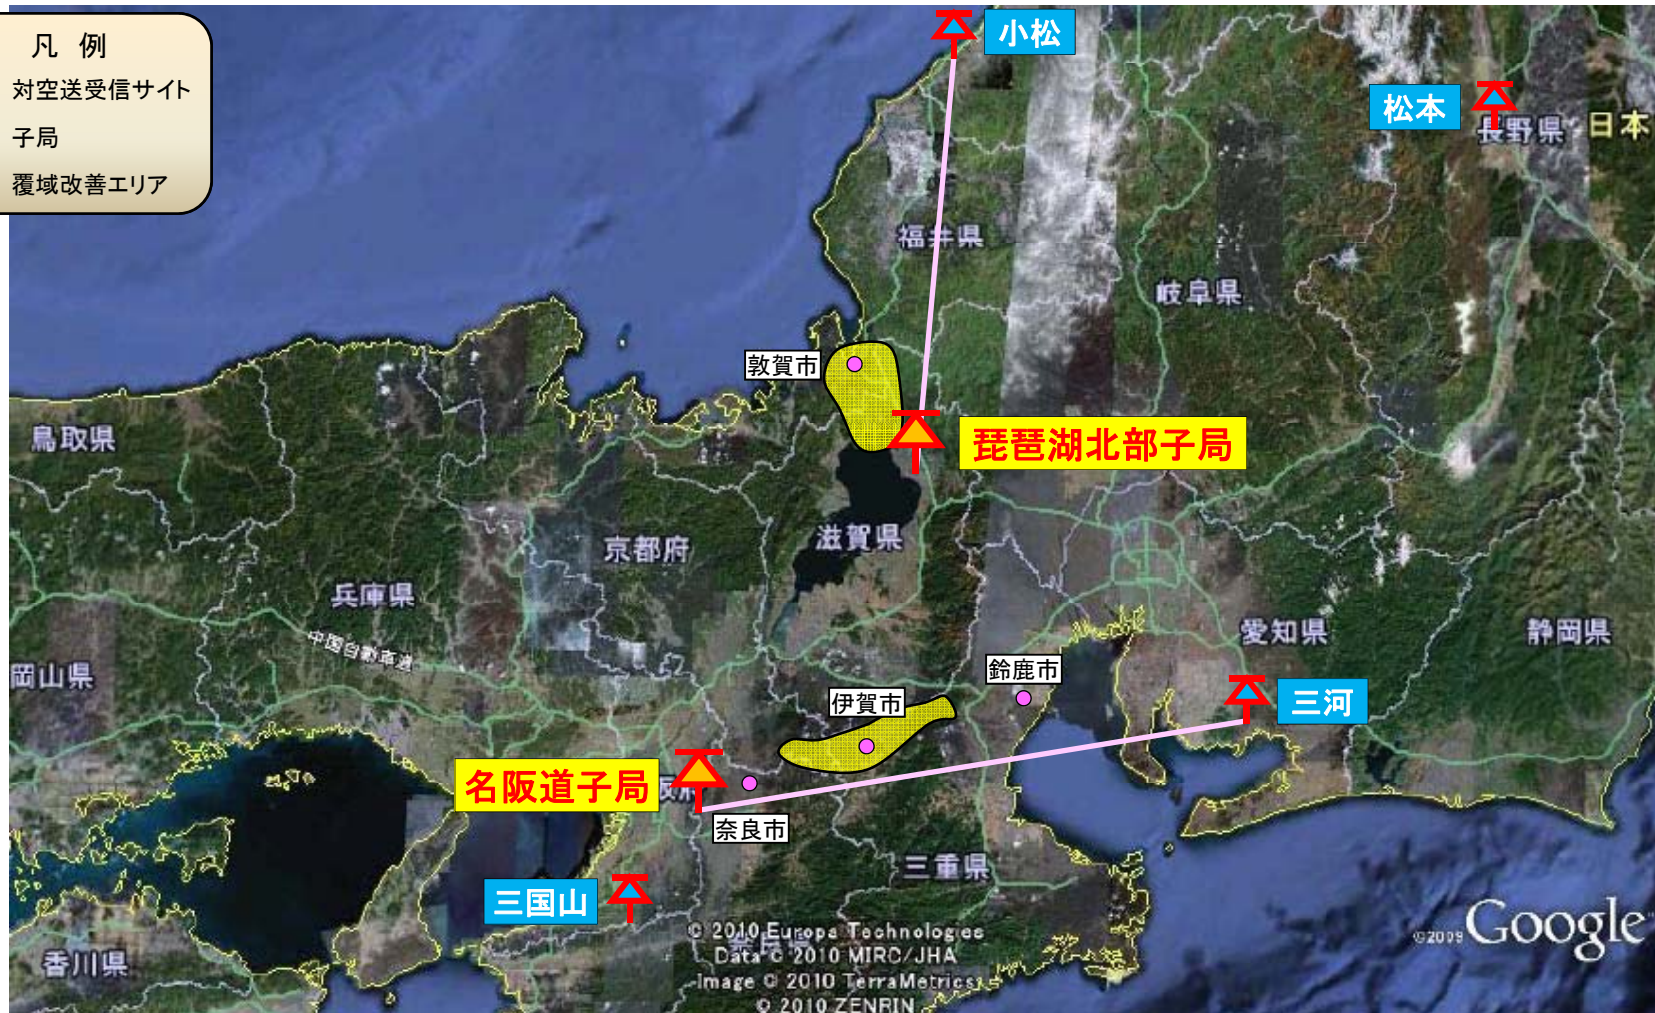 凡 例
対空送受信サイト
子局
覆域改善エリア
小松
松本
長野県
日本
福井県
岐阜県
敦賀市
琵琶湖北部子局
鳥取県
京都府
滋賀県
兵庫県
中国自動車道
愛知県
静岡県
岡山県
鈴鹿市
伊賀市
三河
名阪道子局
奈良市
三重県
三国山
香川県
© 2010 Europa Technologies
Data © 2010 MIRC/JHA
Image © 2010 TerraMetrics
© 2010 ZENRIN
©2009 Google